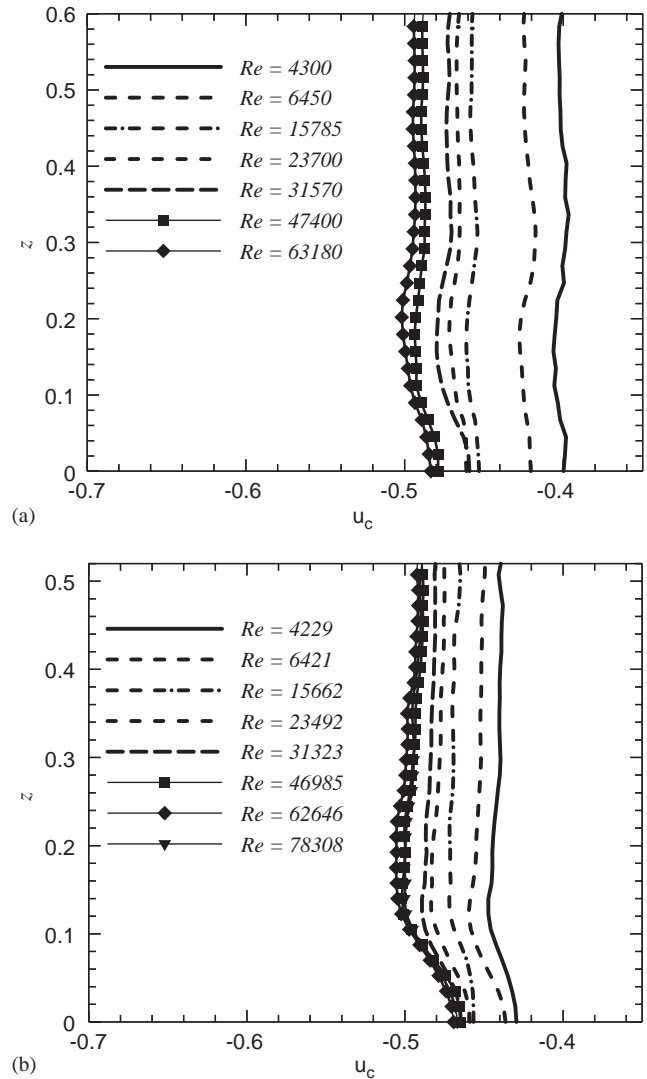 0.6
0.5
0.4
0.3
0.2
0.1
0
z
Re = 4300
Re = 6450
Re = 15785
Re = 23700
Re = 31570
Re = 47400
Re = 63180
-0.7 -0.6 -0.5 -0.4
u_c
(a)
0.5
0.4
0.3
0.2
0.1
0
z
Re = 4229
Re = 6421
Re = 15662
Re = 23492
Re = 31323
Re = 46985
Re = 62646
Re = 78308
-0.7 -0.6 -0.5 -0.4
u_c
(b)